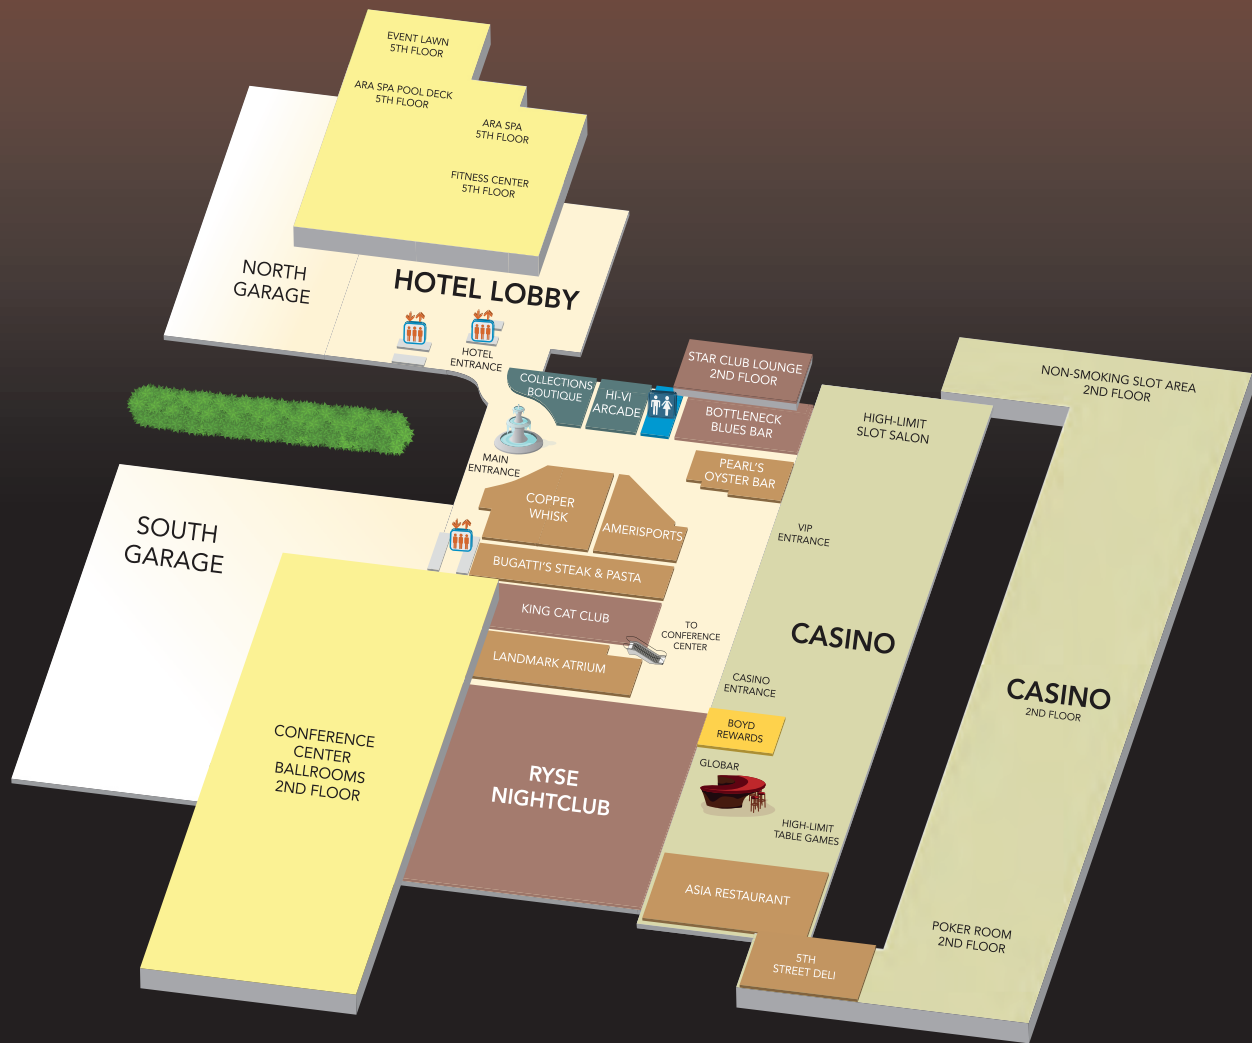 EVENT LAWN
5TH FLOOR
ARA SPA POOL DECK
5TH FLOOR
ARA SPA
5TH FLOOR
FITNESS CENTER
5TH FLOOR
NORTH
GARAGE
HOTEL LOBBY
HOTEL
ENTRANCE
COLLECTIONS
BOUTIQUE
HI-VI
ARCADE
STAR CLUB LOUNGE
2ND FLOOR
BOTTLENECK
BLUES BAR
NON-SMOKING SLOT AREA
2ND FLOOR
HIGH-LIMIT
SLOT SALON
MAIN
ENTRANCE
PEARL'S
OYSTER BAR
COPPER
WHISK
AMERISPORTS
VIP
ENTRANCE
SOUTH
GARAGE
BUGATTI'S STEAK & PASTA
KING CAT CLUB
TO
CONFERENCE
CENTER
LANDMARK ATRIUM
CASINO
CASINO
ENTRANCE
CASINO
2ND FLOOR
BOYD
REWARDS
CONFERENCE
CENTER
BALLROOMS
2ND FLOOR
RYSE
NIGHTCLUB
GLOBAR
HIGH-LIMIT
TABLE GAMES
ASIA RESTAURANT
POKER ROOM
2ND FLOOR
5TH
STREET DELI